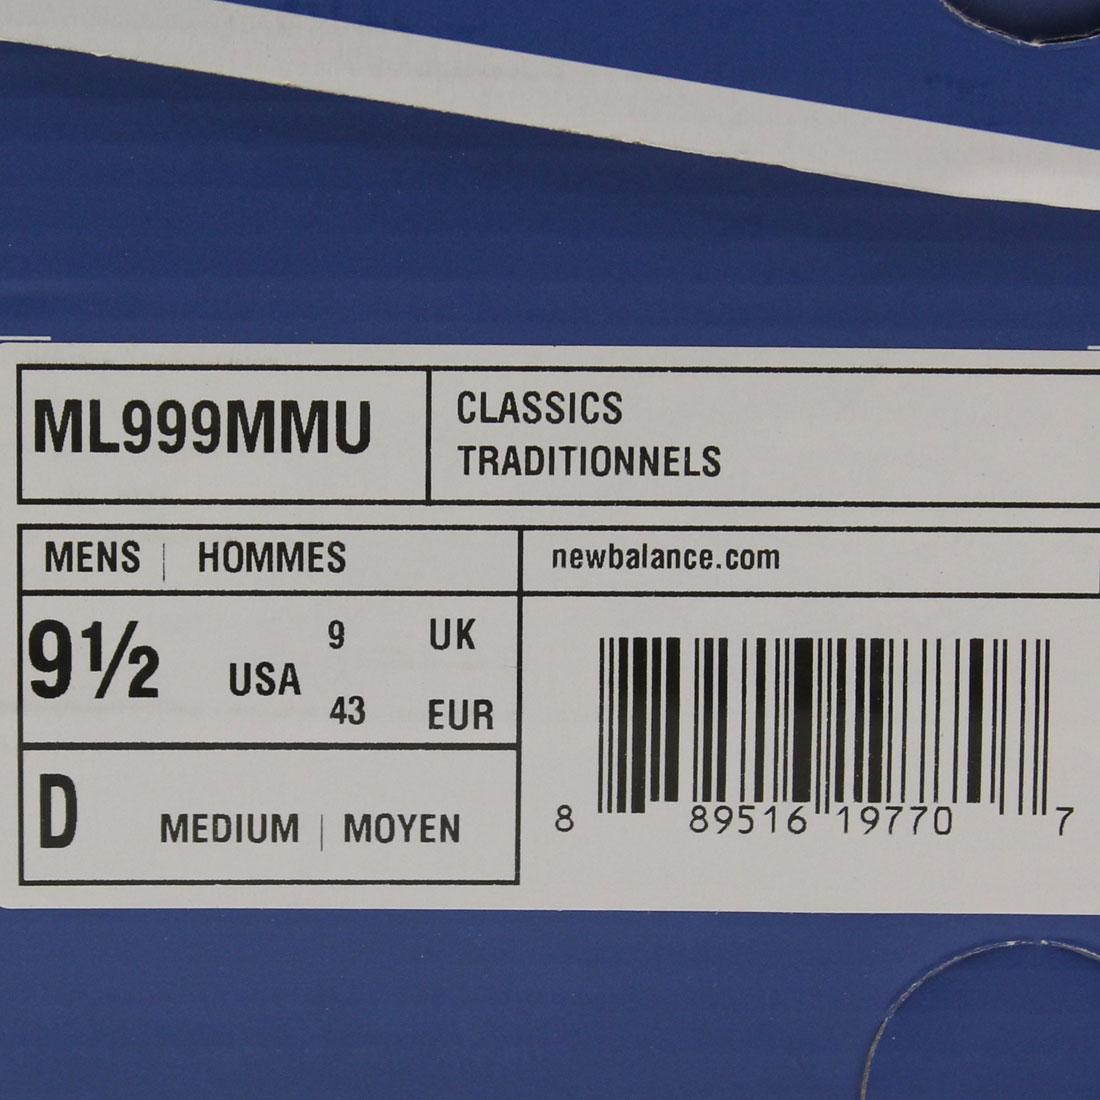 ML999MMU
CLASSICS
TRADITIONNELS
MENS | HOMMES
newbalance.com
9½ USA
9 UK
43 EUR
D MEDIUM | MOYEN
8 89516 19770 7